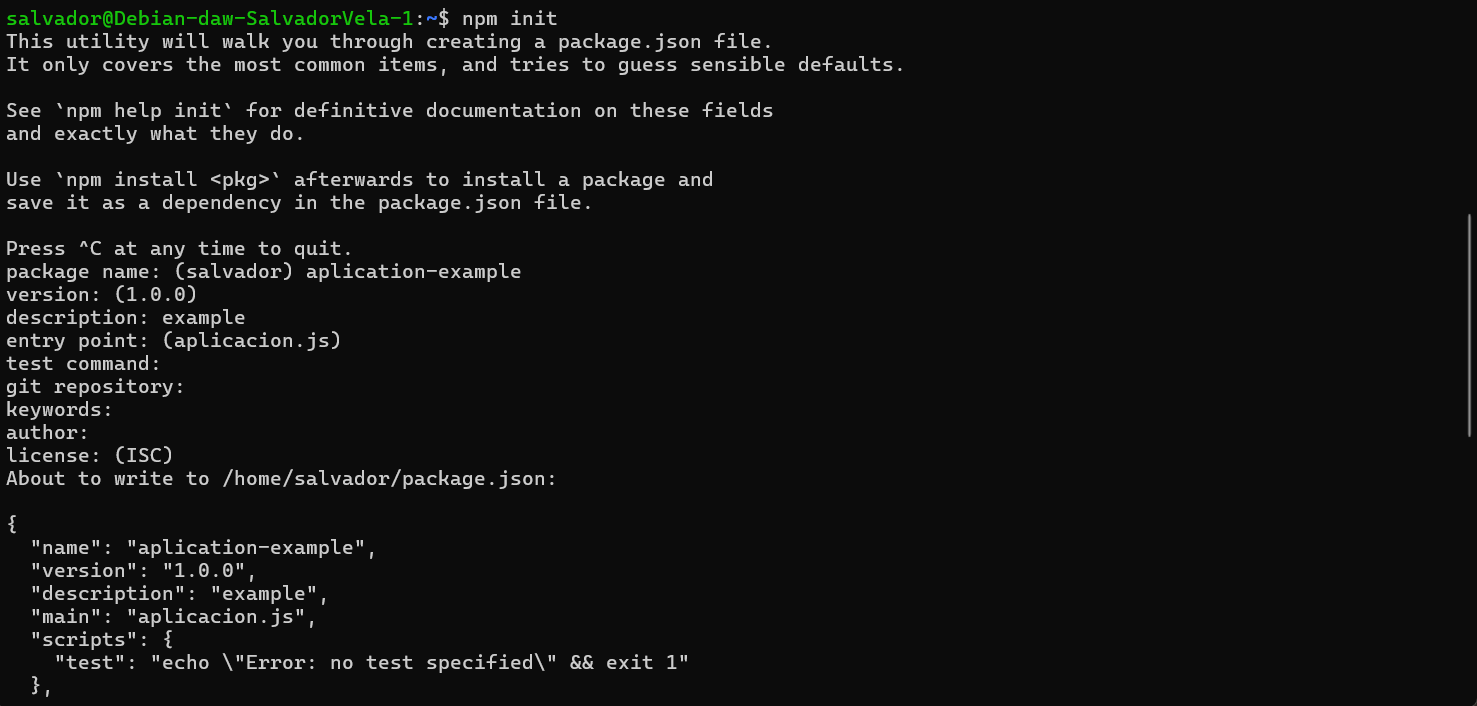 salvador@Debian-daw-SalvadorVela-1:~$ npm init
This utility will walk you through creating a package.json file.
It only covers the most common items, and tries to guess sensible defaults.

See `npm help init` for definitive documentation on these fields
and exactly what they do.

Use `npm install <pkg>` afterwards to install a package and
save it as a dependency in the package.json file.

Press ^C at any time to quit.
package name: (salvador) aplication-example
version: (1.0.0)
description: example
entry point: (aplicacion.js)
test command:
git repository:
keywords:
author:
license: (ISC)
About to write to /home/salvador/package.json:

{
  "name": "aplication-example",
  "version": "1.0.0",
  "description": "example",
  "main": "aplicacion.js",
  "scripts": {
    "test": "echo \"Error: no test specified\" && exit 1"
  },